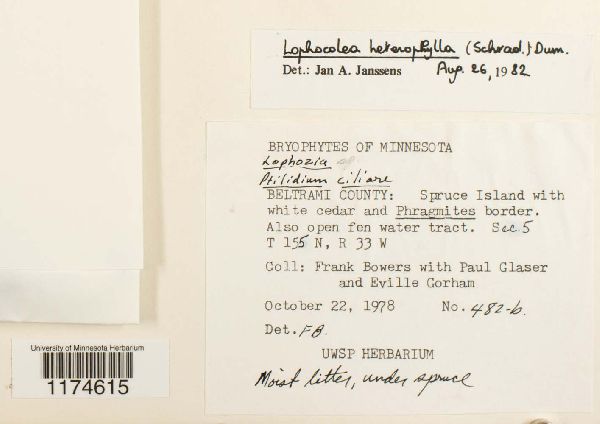 Lophocolea heterophylla (Schrad.) Dum.
Det.: Jan A. Janssens Aug. 26, 1982
BRYOPHYTES OF MINNESOTA
Lophozia sp
Ptilidium ciliare
BELTRAMI COUNTY: Spruce Island with
white cedar and Phragmites border.
Also open fen water tract. Sec 5
T 155 N, R 33 W
Coll: Frank Bowers with Paul Glaser
and Eville Gorham
October 22, 1978 No. 482-b.
Det. FB
UWSP HERBARIUM
Moist litter, under spruce
University of Minnesota Herbarium
1174615